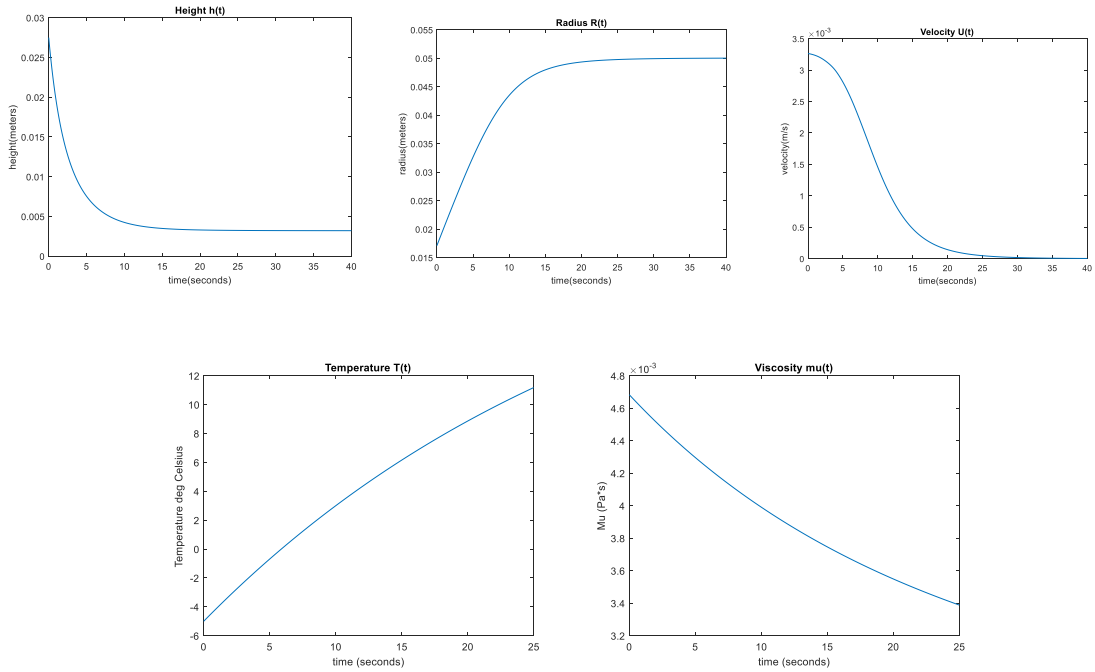 Height h(t)
0.03
0.025
0.02
0.015
0.01
0.005
0
height(meters)
0 5 10 15 20 25 30 35 40
time(seconds)
Radius R(t)
0.055
0.05
0.045
0.04
0.035
0.03
0.025
0.02
0.015
radius(meters)
0 5 10 15 20 25 30 35 40
time(seconds)
Velocity U(t)
×10⁻³
3.5
3
2.5
2
1.5
1
0.5
0
velocity(m/s)
0 5 10 15 20 25 30 35 40
time(seconds)
Temperature T(t)
12
10
8
6
4
2
0
-2
-4
-6
Temperature deg Celsius
0 5 10 15 20 25
time (seconds)
Viscosity mu(t)
×10⁻³
4.8
4.6
4.4
4.2
4
3.8
3.6
3.4
3.2
Mu (Pa*s)
0 5 10 15 20 25
time (seconds)